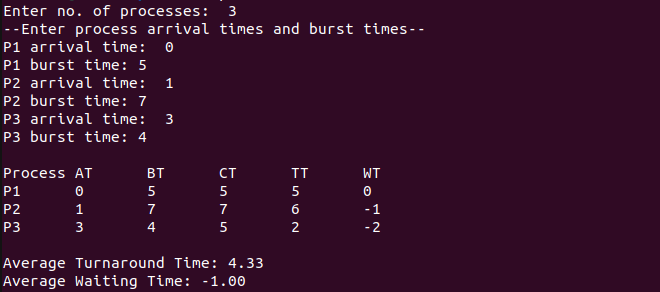 Enter no. of processes:  3
--Enter process arrival times and burst times--
P1 arrival time:  0
P1 burst time: 5
P2 arrival time:  1
P2 burst time: 7
P3 arrival time:  3
P3 burst time: 4

Process AT      BT      CT      TT      WT
P1      0       5       5       5       0
P2      1       7       7       6       -1
P3      3       4       5       2       -2

Average Turnaround Time: 4.33
Average Waiting Time: -1.00